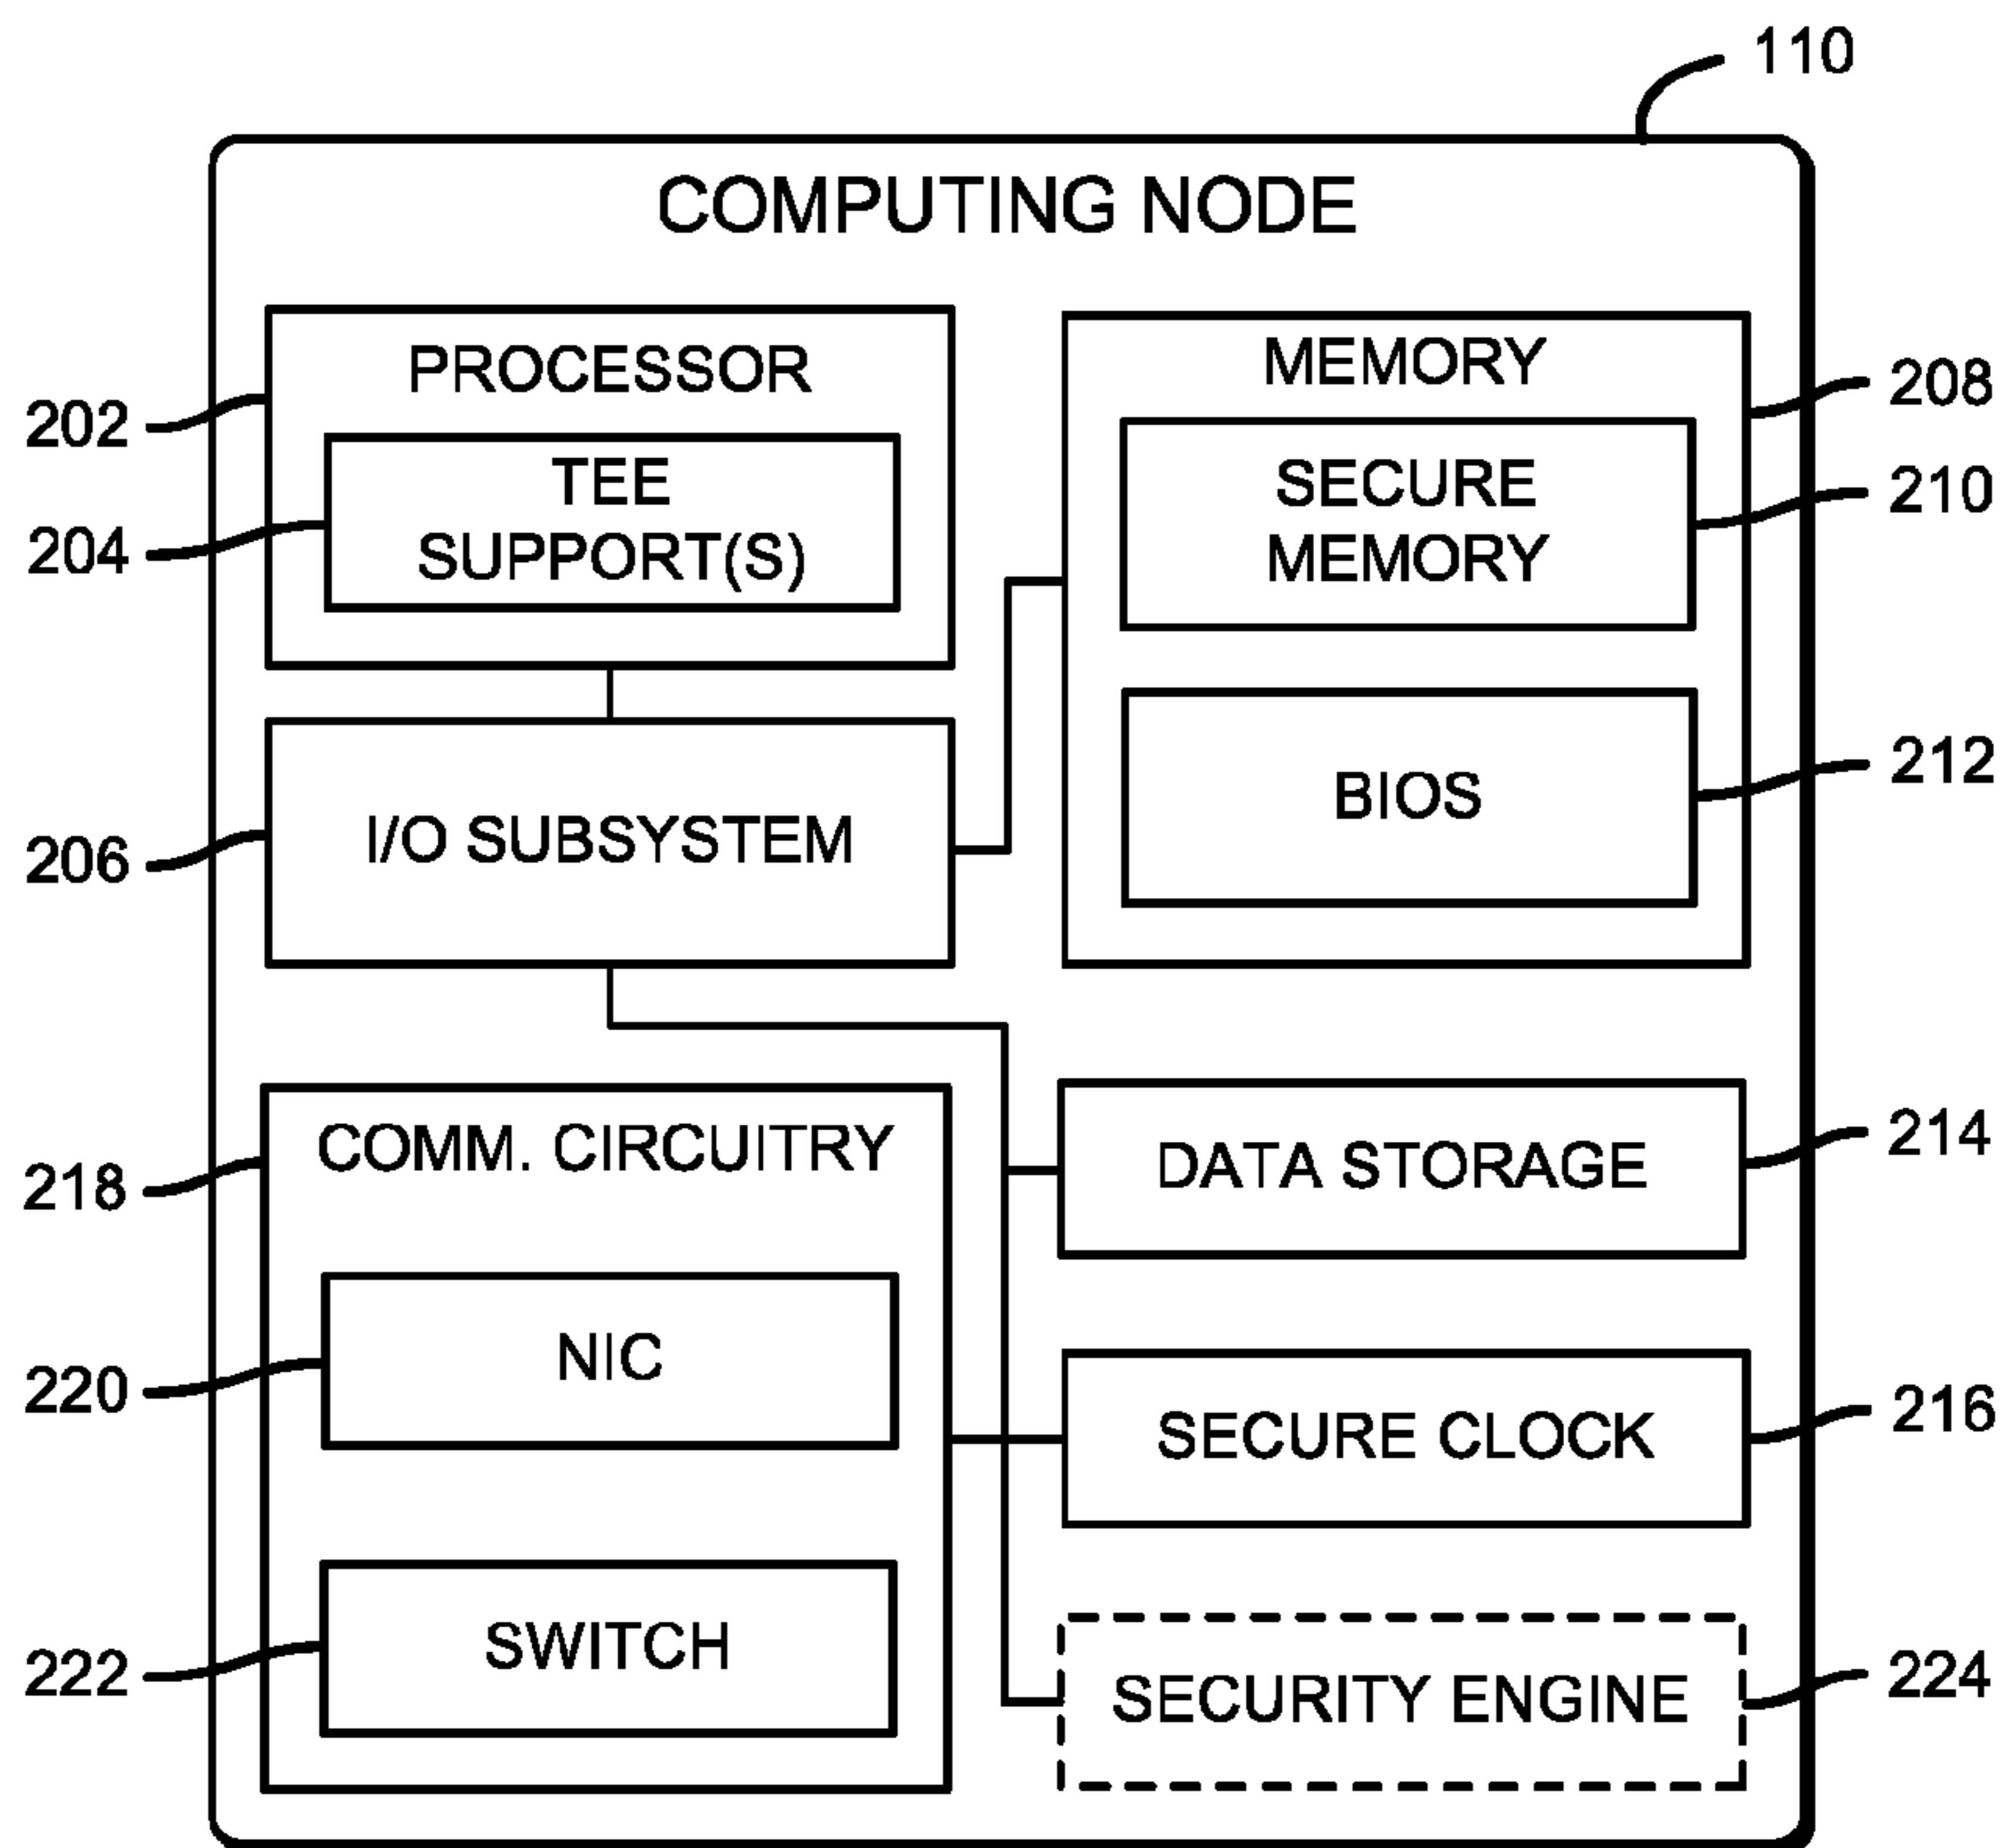 110
COMPUTING NODE
PROCESSOR
202
TEE
SUPPORT(S)
204
MEMORY
208
SECURE
MEMORY
210
I/O SUBSYSTEM
206
BIOS
212
COMM. CIRCUITRY
218
NIC
220
SWITCH
222
DATA STORAGE
214
SECURE CLOCK
216
SECURITY ENGINE
224